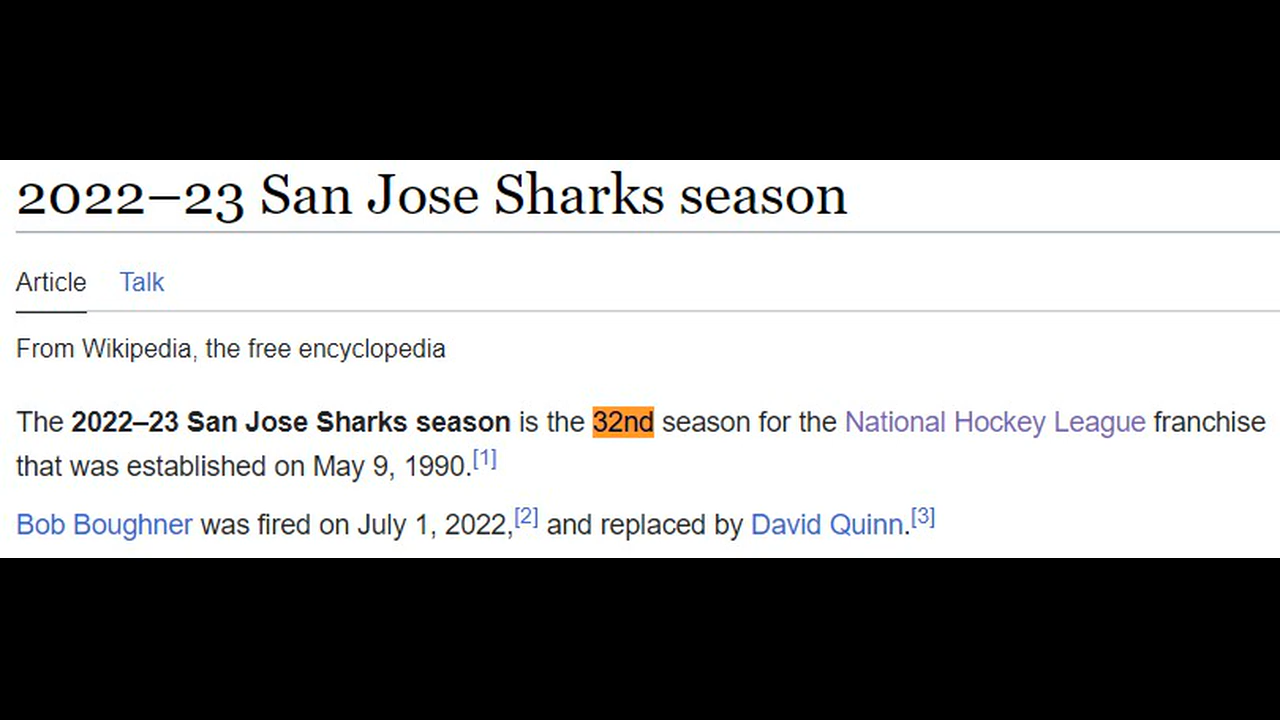 2022–23 San Jose Sharks season
Article Talk
From Wikipedia, the free encyclopedia
The 2022–23 San Jose Sharks season is the 32nd season for the National Hockey League franchise
that was established on May 9, 1990.[1]
Bob Boughner was fired on July 1, 2022,[2] and replaced by David Quinn.[3]